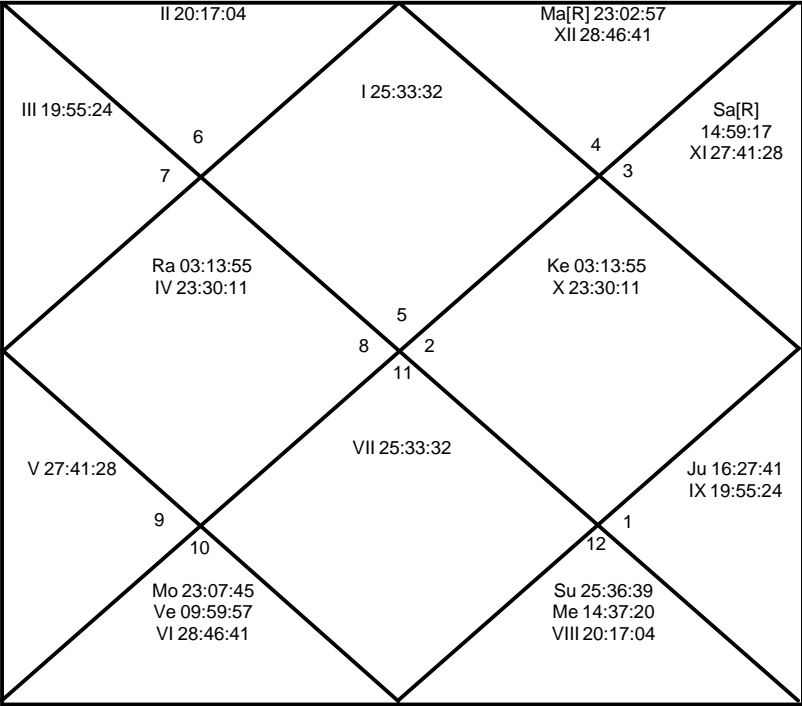 II 20:17:04
Ma[R] 23:02:57
XII 28:46:41
I 25:33:32
III 19:55:24
Sa[R]
14:59:17
XI 27:41:28
6
4
7
3
Ra 03:13:55
IV 23:30:11
Ke 03:13:55
X 23:30:11
5
8
2
11
VII 25:33:32
V 27:41:28
Ju 16:27:41
IX 19:55:24
9
1
10
12
Mo 23:07:45
Ve 09:59:57
VI 28:46:41
Su 25:36:39
Me 14:37:20
VIII 20:17:04